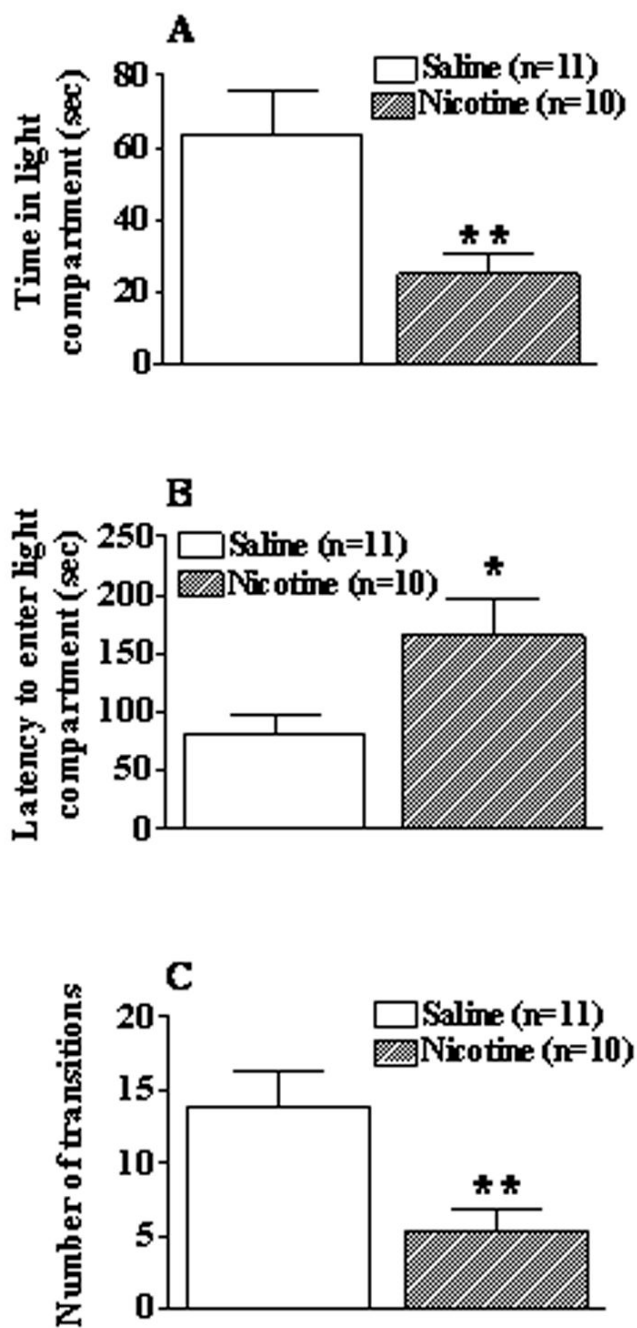 A
Saline (n=11)
Nicotine (n=10)
Time in light
compartment (sec)
80
60
40
20
0
**
B
Saline (n=11)
Nicotine (n=10)
Latency to enter light
compartment (sec)
250
200
150
100
50
0
*
C
Saline (n=11)
Nicotine (n=10)
Number of transitions
20
15
10
5
0
**